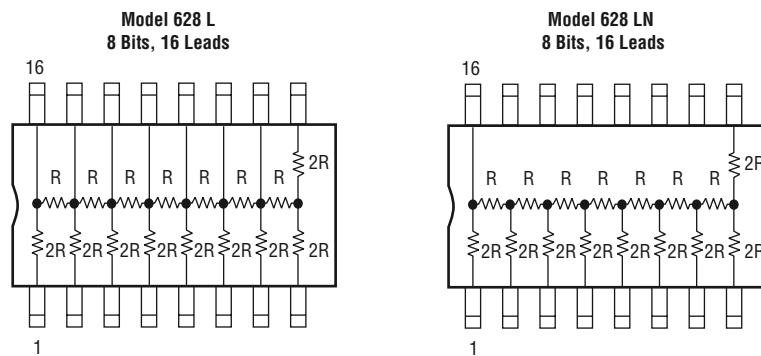 Model 628 L
8 Bits, 16 Leads
16
2R
R R R R R R R
2R 2R 2R 2R 2R 2R 2R 2R
1
Model 628 LN
8 Bits, 16 Leads
16
2R
R R R R R R R
2R 2R 2R 2R 2R 2R 2R 2R
1